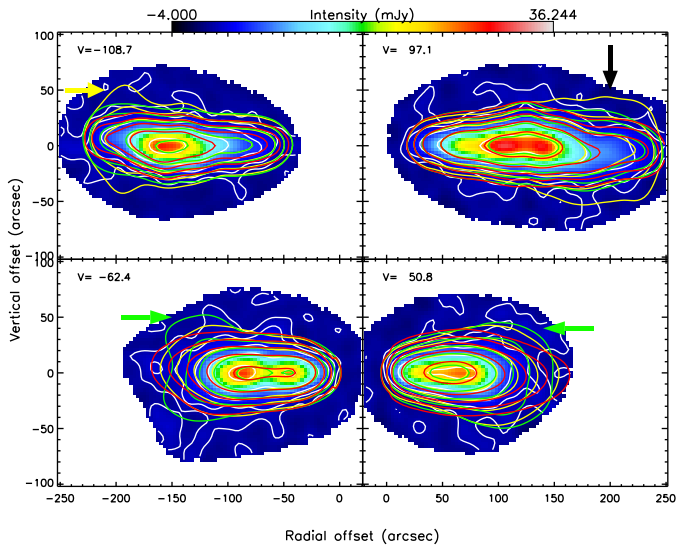 -4.000 Intensity (mJy) 36.244
V=-108.7
V= 97.1
100
50
0
-50
-100
V= -62.4
V= 50.8
100
50
0
-50
-100
-250 -200 -150 -100 -50 0
0 50 100 150 200 250
Vertical offset (arcsec)
Radial offset (arcsec)